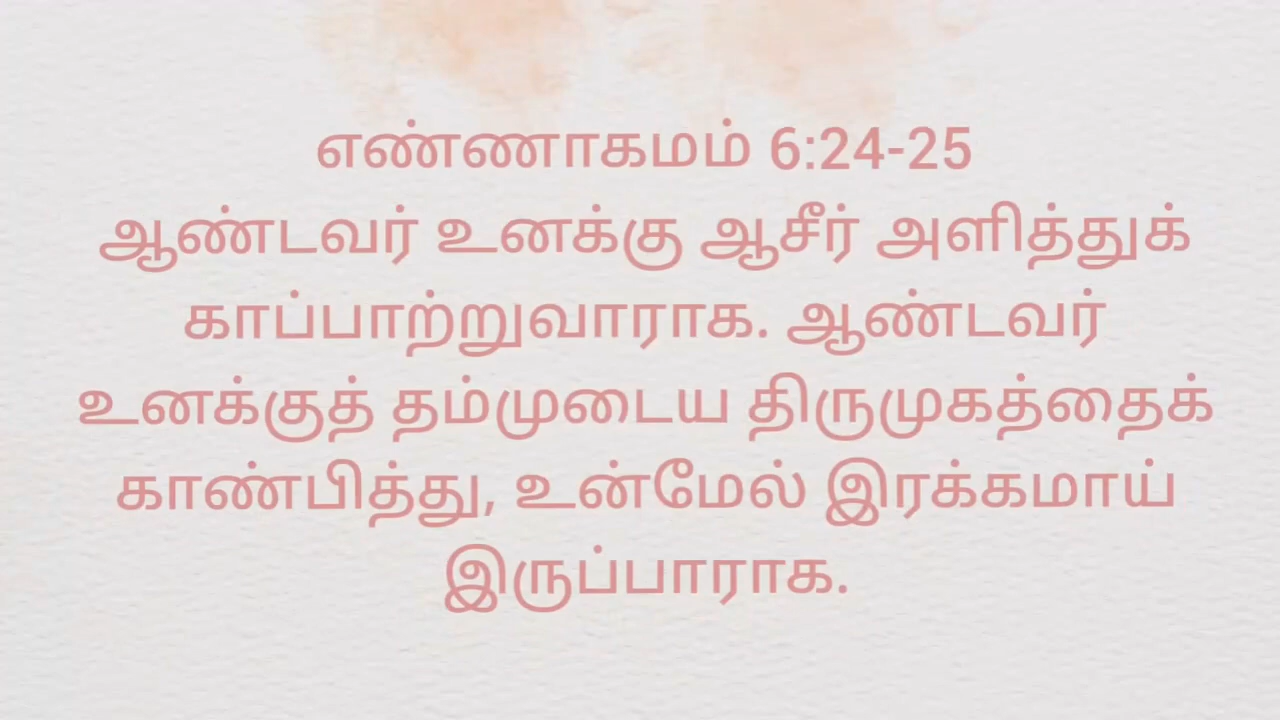 எண்ணாகமம் 6:24-25
ஆண்டவர் உனக்கு ஆசீர் அளித்துக்
காப்பாற்றுவாராக. ஆண்டவர்
உனக்குத் தம்முடைய திருமுகத்தைக்
காண்பித்து, உன்மேல் இரக்கமாய்
இருப்பாராக.